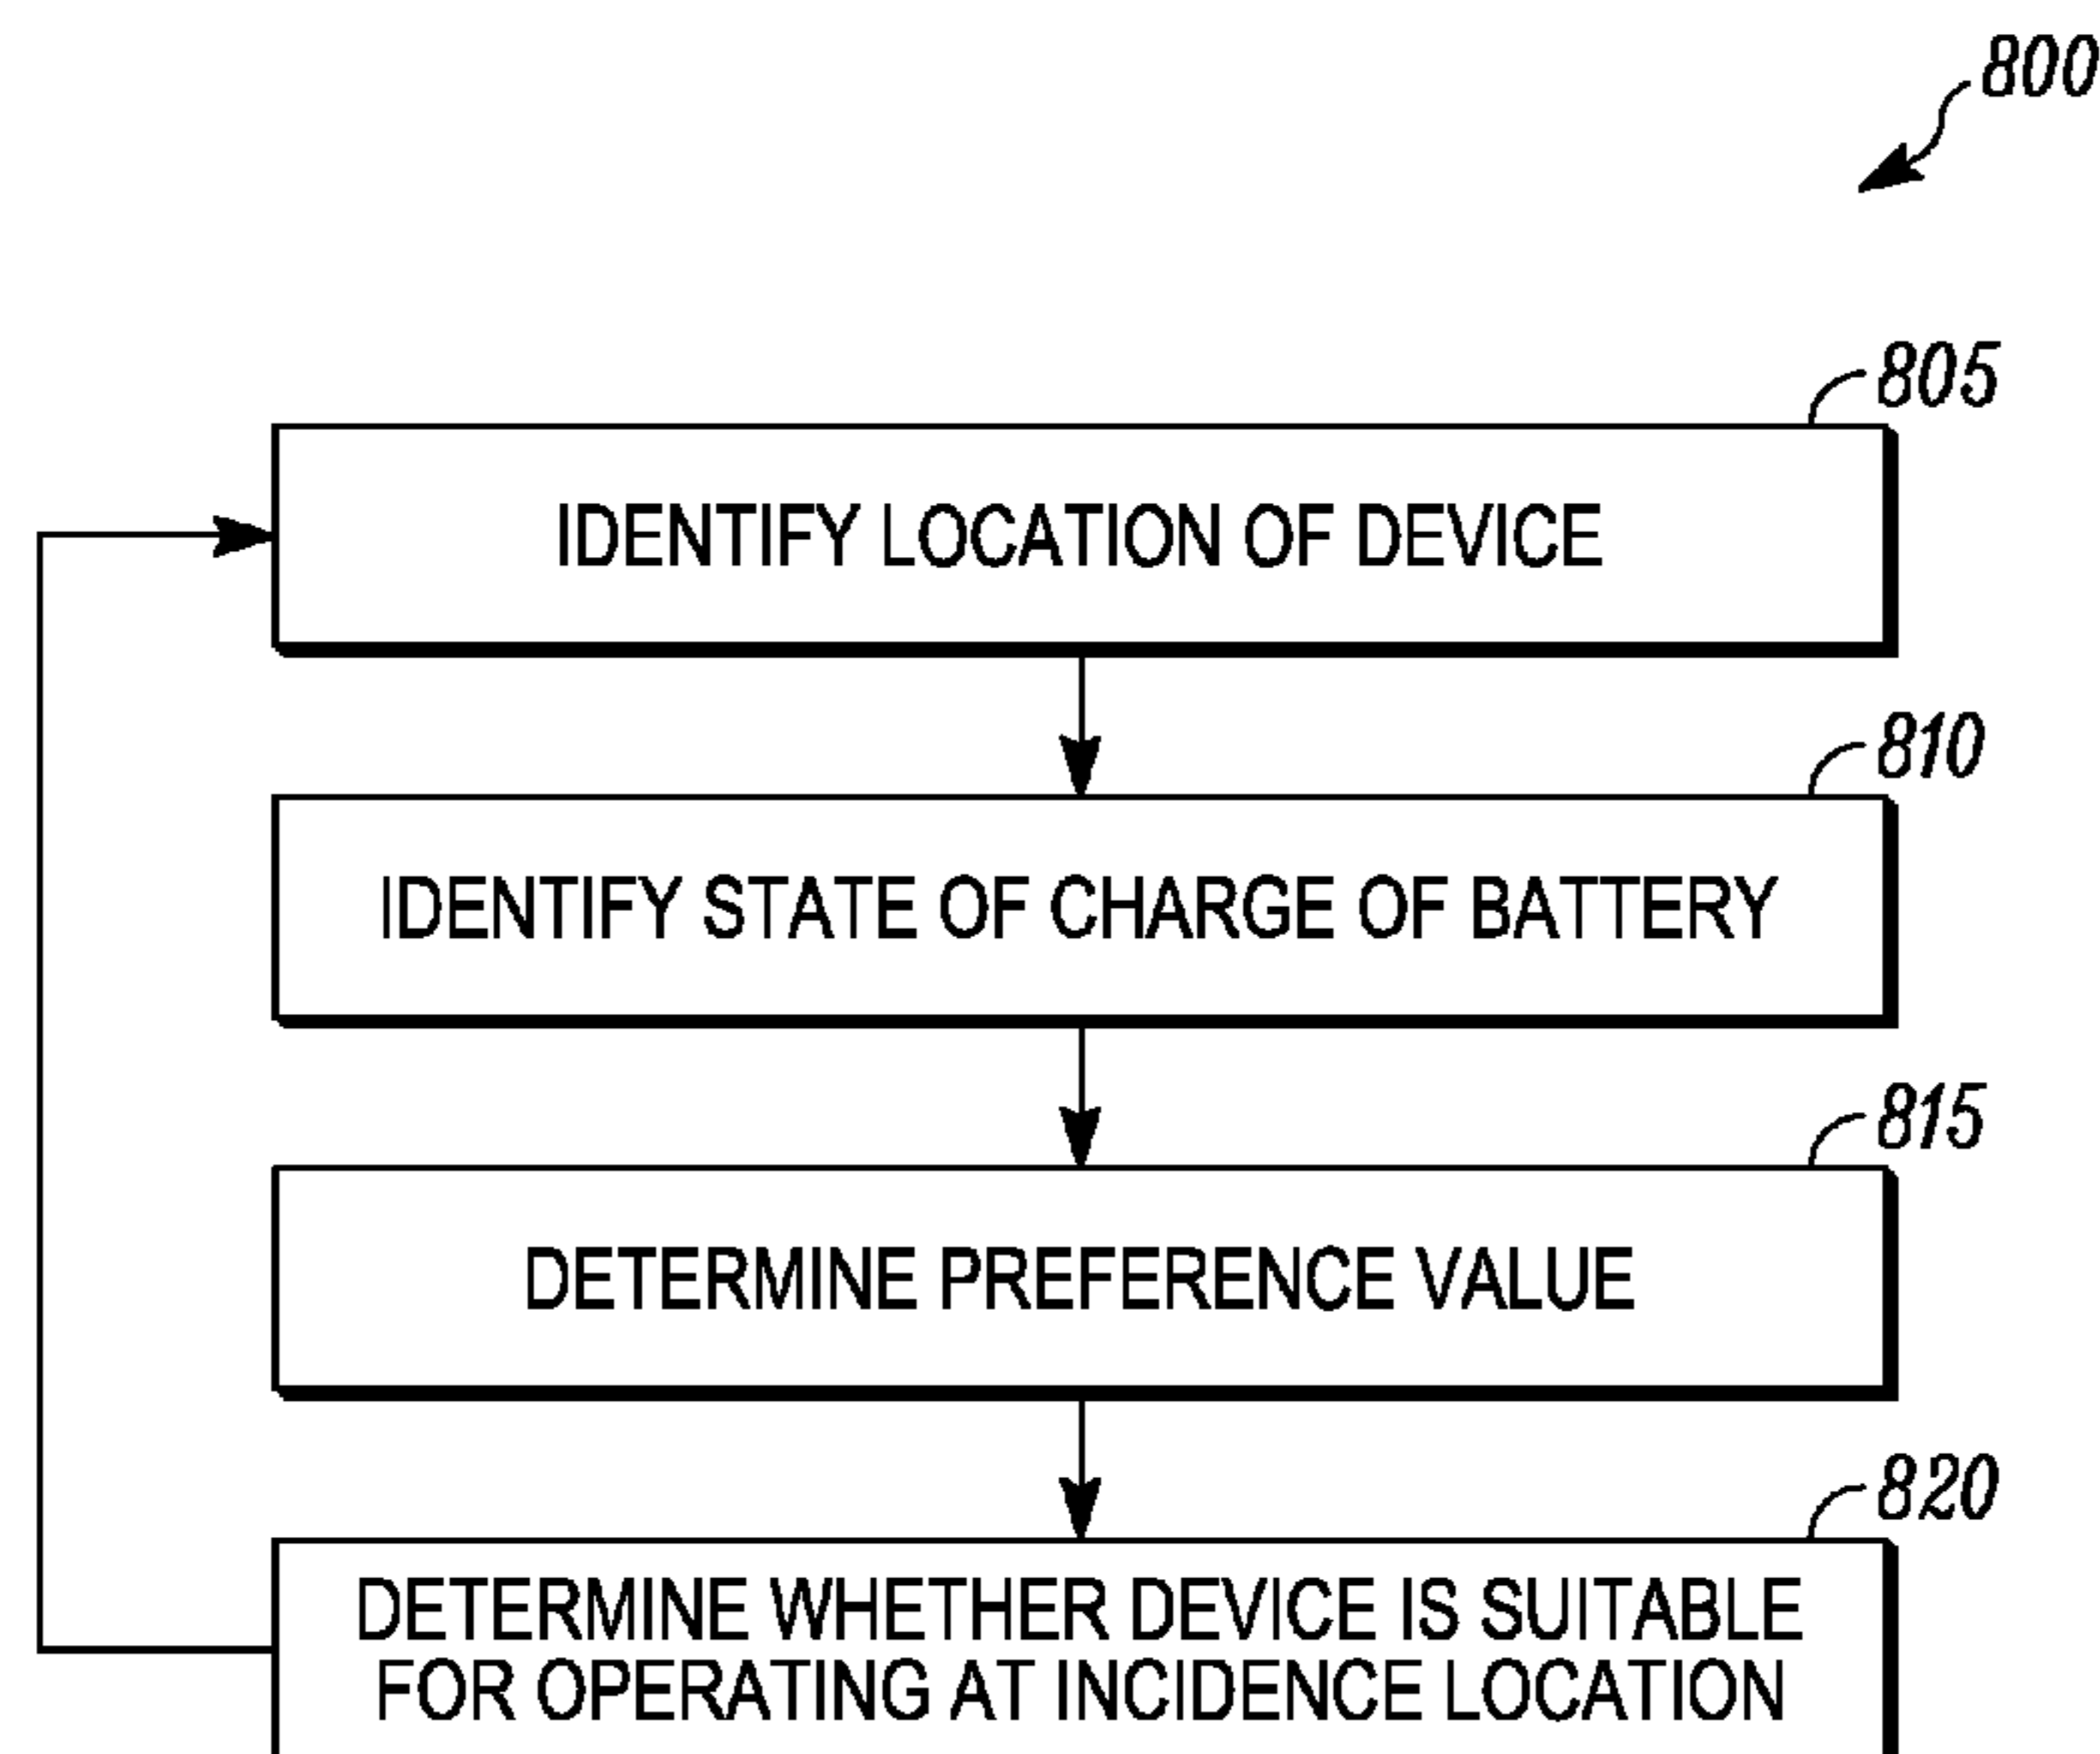 800
805
IDENTIFY LOCATION OF DEVICE
810
IDENTIFY STATE OF CHARGE OF BATTERY
815
DETERMINE PREFERENCE VALUE
820
DETERMINE WHETHER DEVICE IS SUITABLE
FOR OPERATING AT INCIDENCE LOCATION